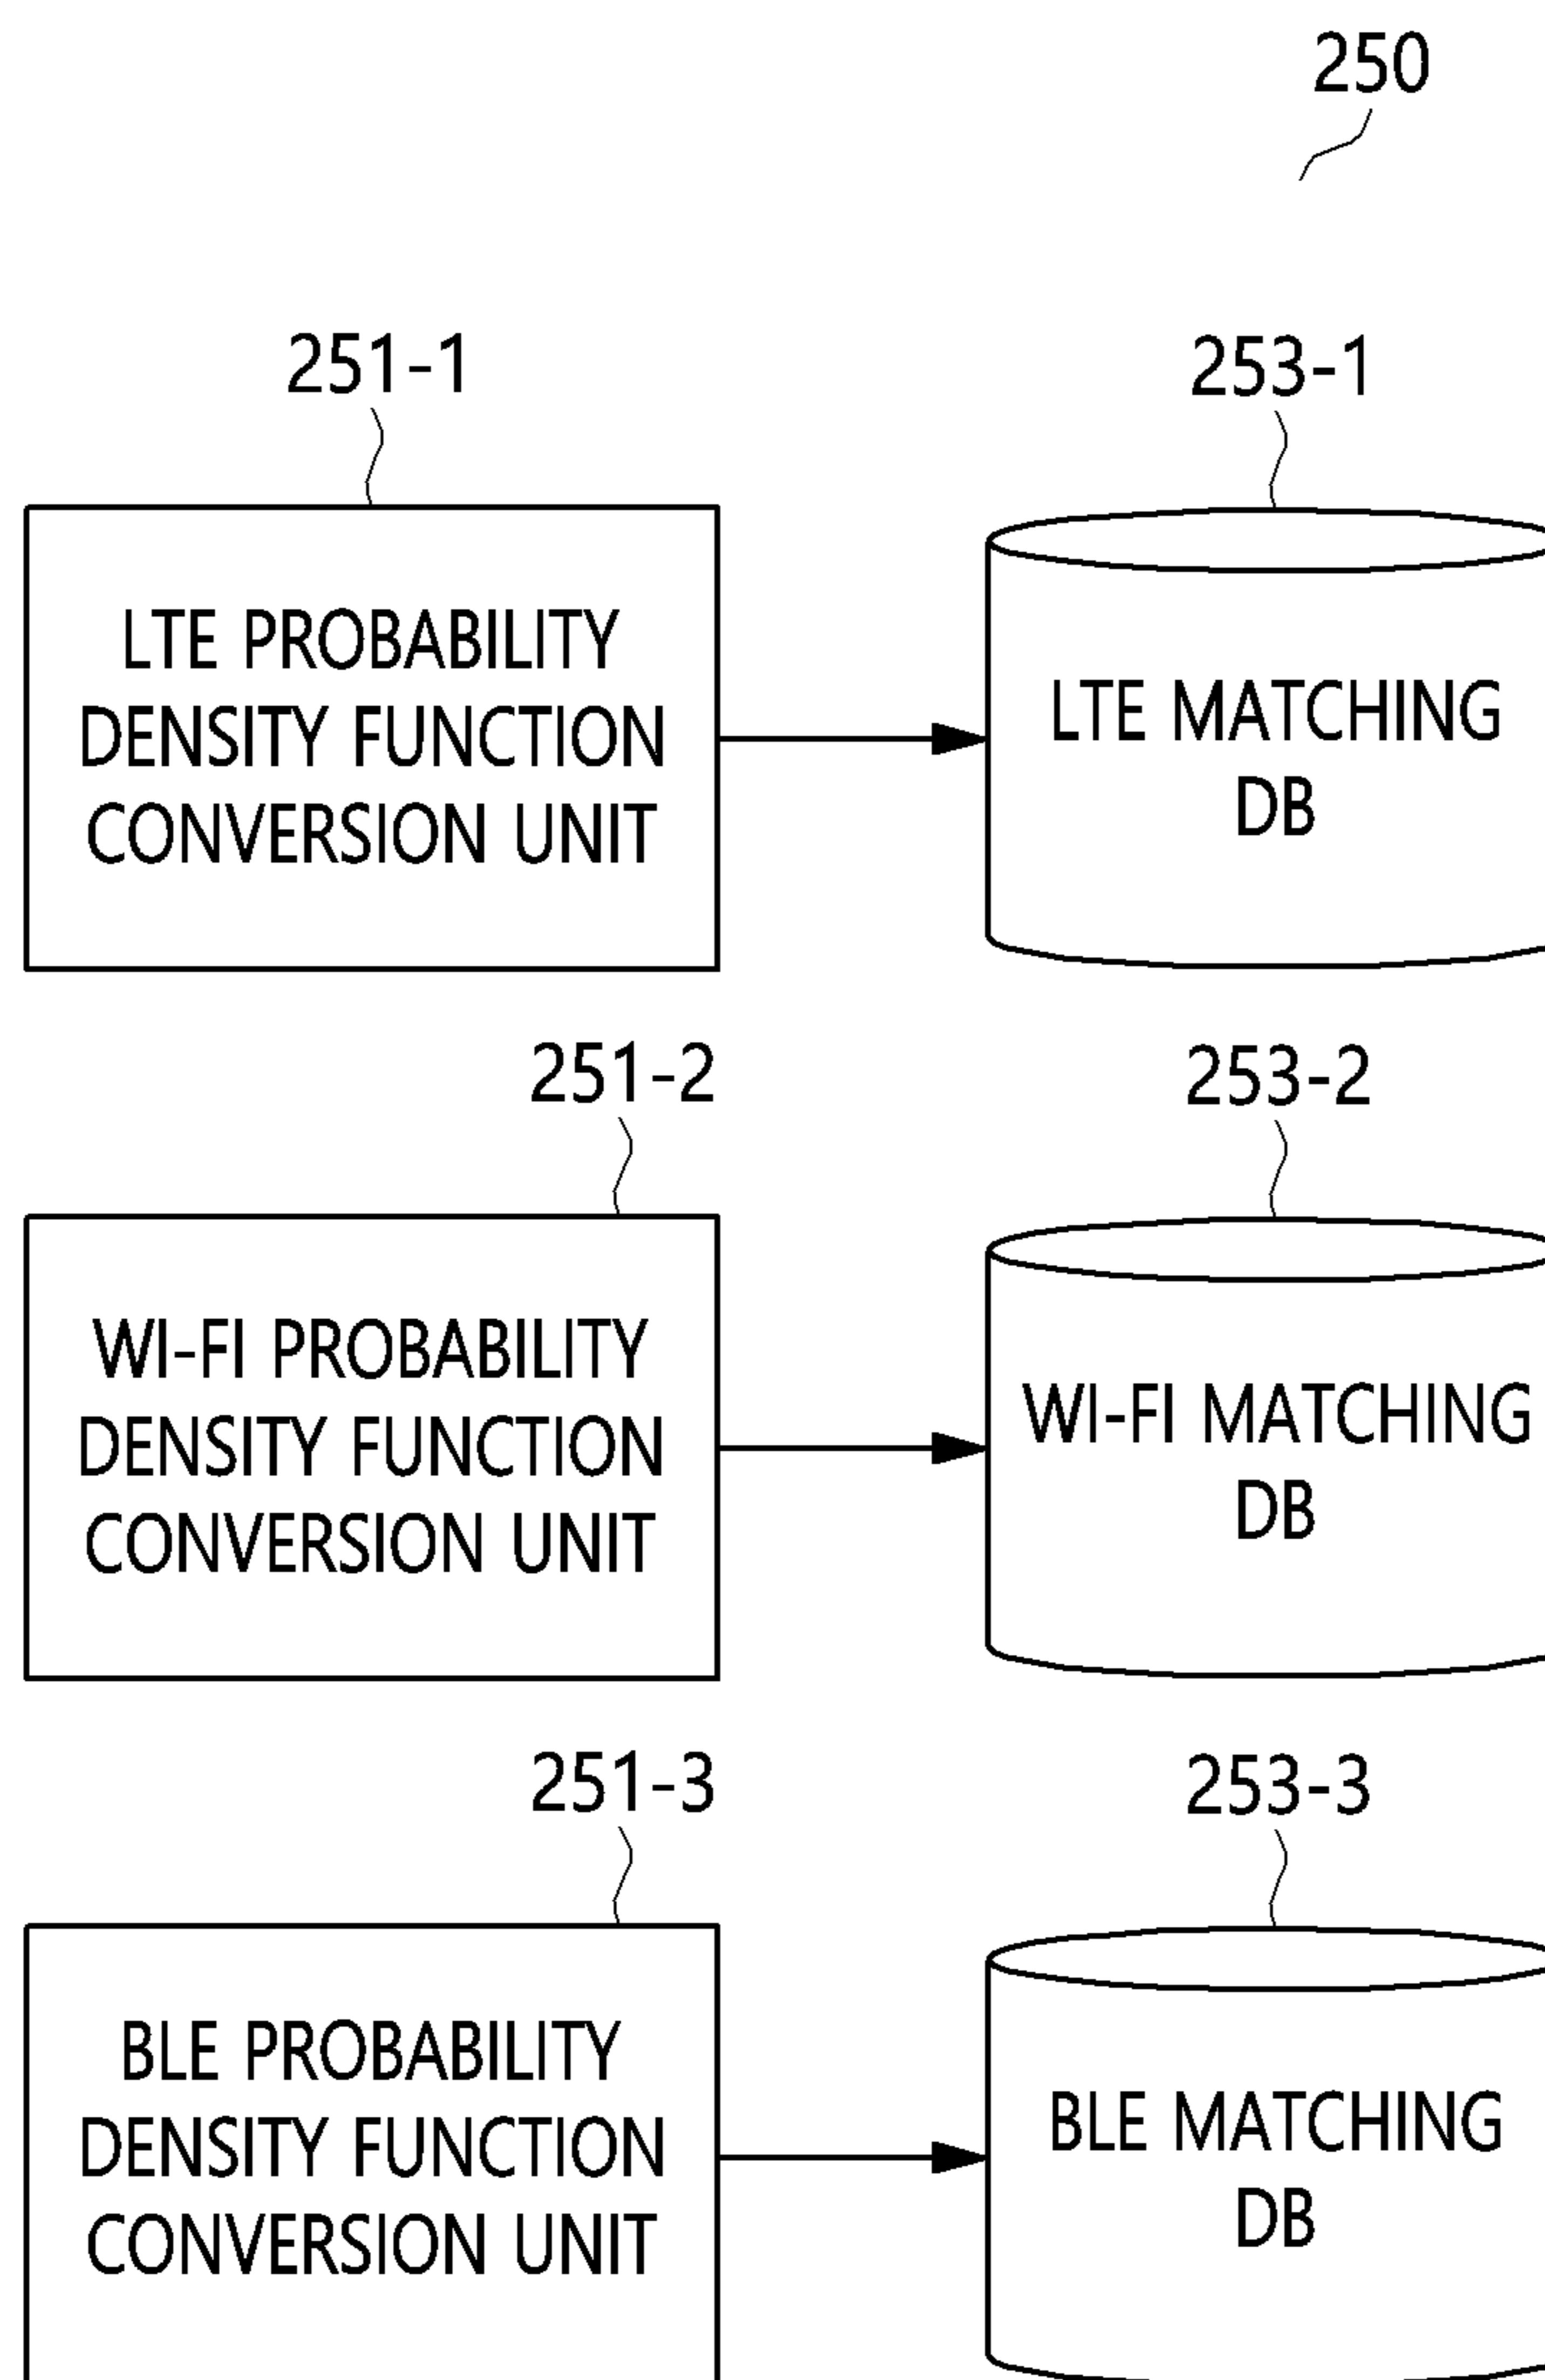 250
251-1
253-1
LTE PROBABILITY
DENSITY FUNCTION
CONVERSION UNIT
LTE MATCHING
DB
251-2
253-2
WI-FI PROBABILITY
DENSITY FUNCTION
CONVERSION UNIT
WI-FI MATCHING
DB
251-3
253-3
BLE PROBABILITY
DENSITY FUNCTION
CONVERSION UNIT
BLE MATCHING
DB